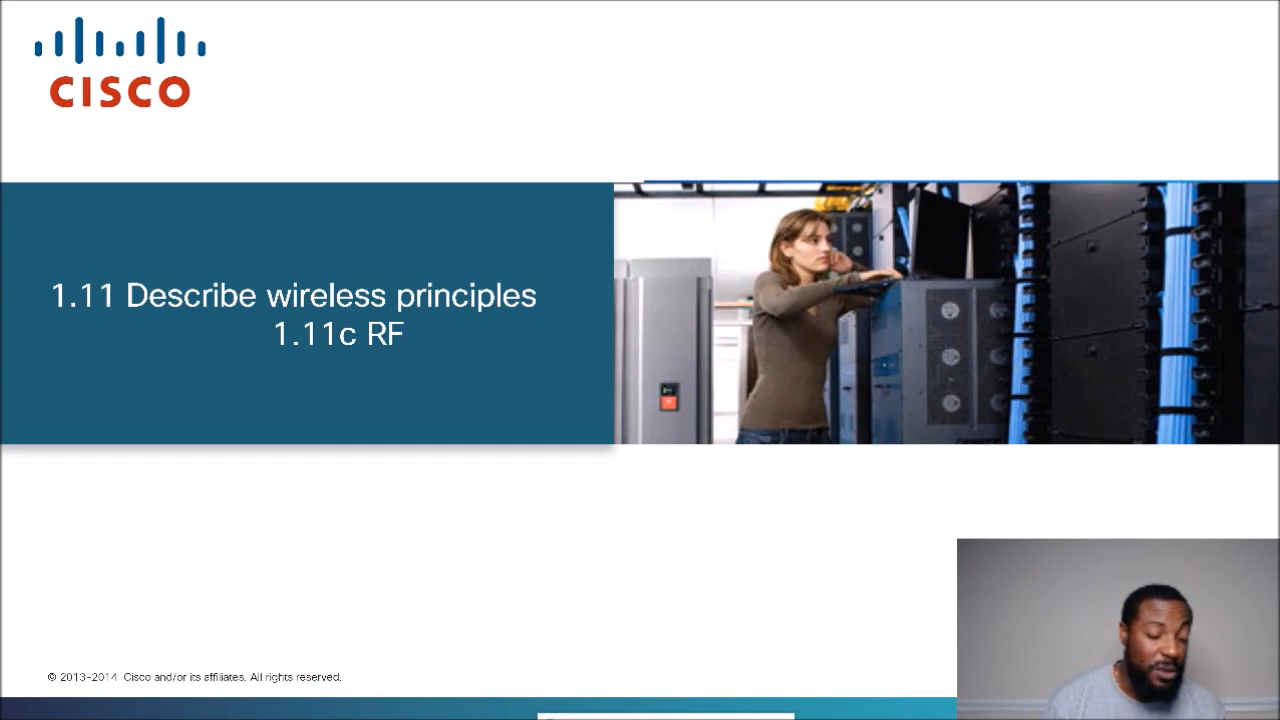 CISCO
1.11 Describe wireless principles
1.11c RF
© 2013-2014 Cisco and/or its affiliates. All rights reserved.